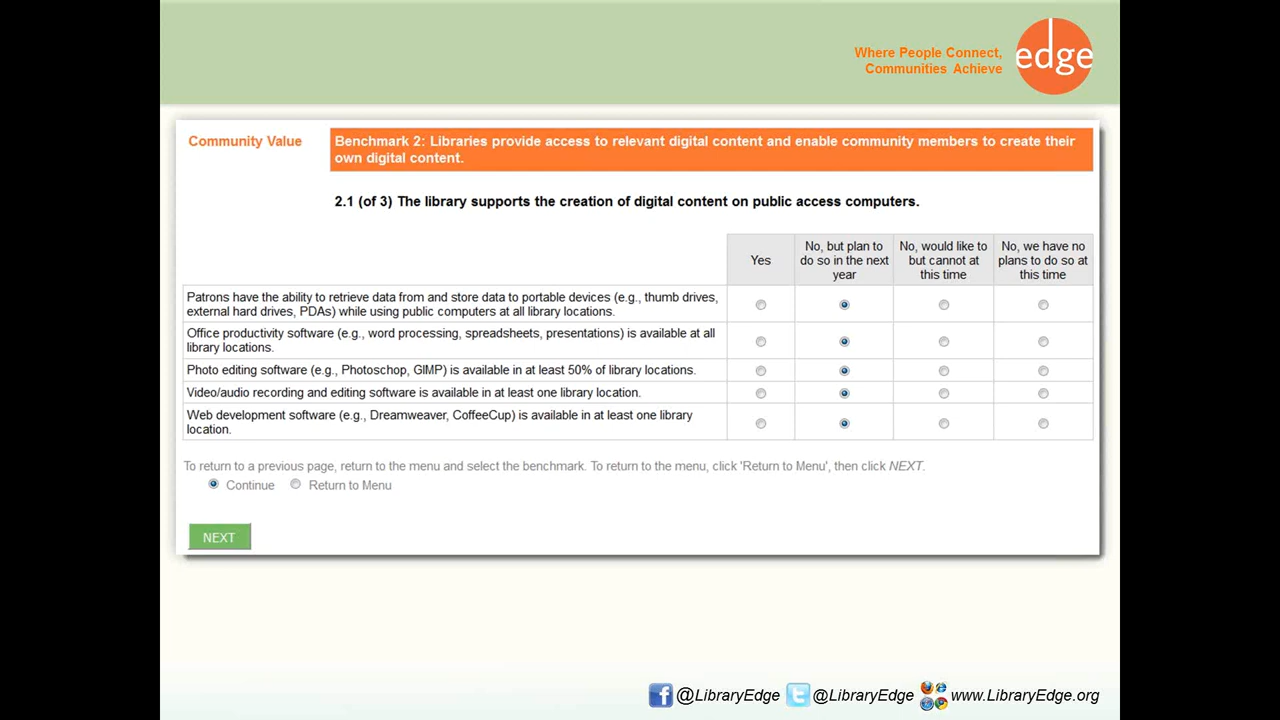 Where People Connect,
Communities Achieve
edge
Community Value
Benchmark 2: Libraries provide access to relevant digital content and enable community members to create their
own digital content.
2.1 (of 3) The library supports the creation of digital content on public access computers.
Yes
No, but plan to
do so in the next
year
No, would like to
but cannot at
this time
No, we have no
plans to do so at
this time
Patrons have the ability to retrieve data from and store data to portable devices (e.g., thumb drives,
external hard drives, PDAs) while using public computers at all library locations.
Office productivity software (e.g., word processing, spreadsheets, presentations) is available at all
library locations.
Photo editing software (e.g., Photoschop, GIMP) is available in at least 50% of library locations.
Video/audio recording and editing software is available in at least one library location.
Web development software (e.g., Dreamweaver, CoffeeCup) is available in at least one library
location.
To return to a previous page, return to the menu and select the benchmark. To return to the menu, click 'Return to Menu', then click NEXT.
Continue
Return to Menu
NEXT
@LibraryEdge
@LibraryEdge
www.LibraryEdge.org